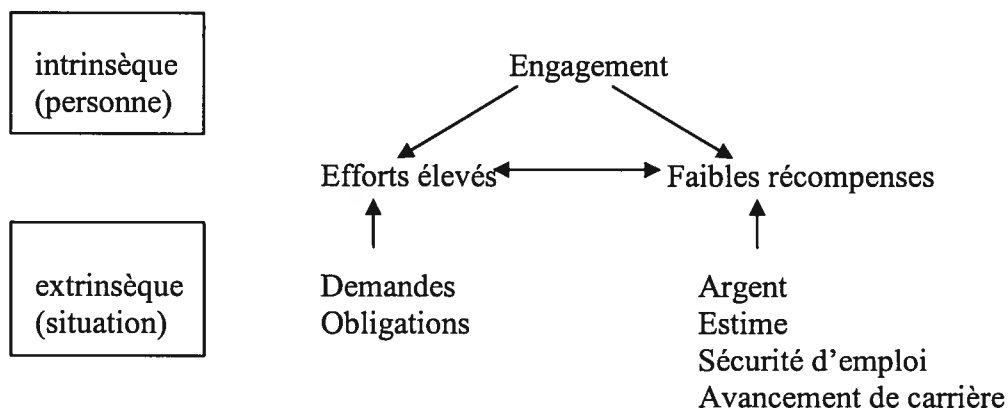 intrinsèque
(personne)
Engagement
Efforts élevés
Faibles récompenses
extrinsèque
(situation)
Demandes
Obligations
Argent
Estime
Sécurité d'emploi
Avancement de carrière